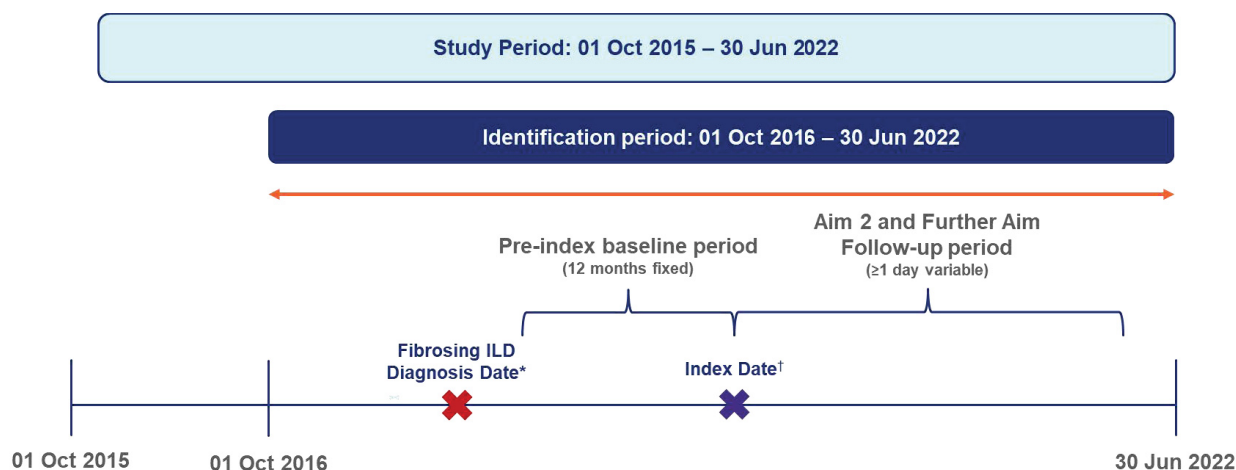 Study Period: 01 Oct 2015 – 30 Jun 2022
Identification period: 01 Oct 2016 – 30 Jun 2022
Aim 2 and Further Aim
Follow-up period
(≥1 day variable)
Pre-index baseline period
(12 months fixed)
Fibrosing ILD
Diagnosis Date*
Index Date†
01 Oct 2015
01 Oct 2016
30 Jun 2022